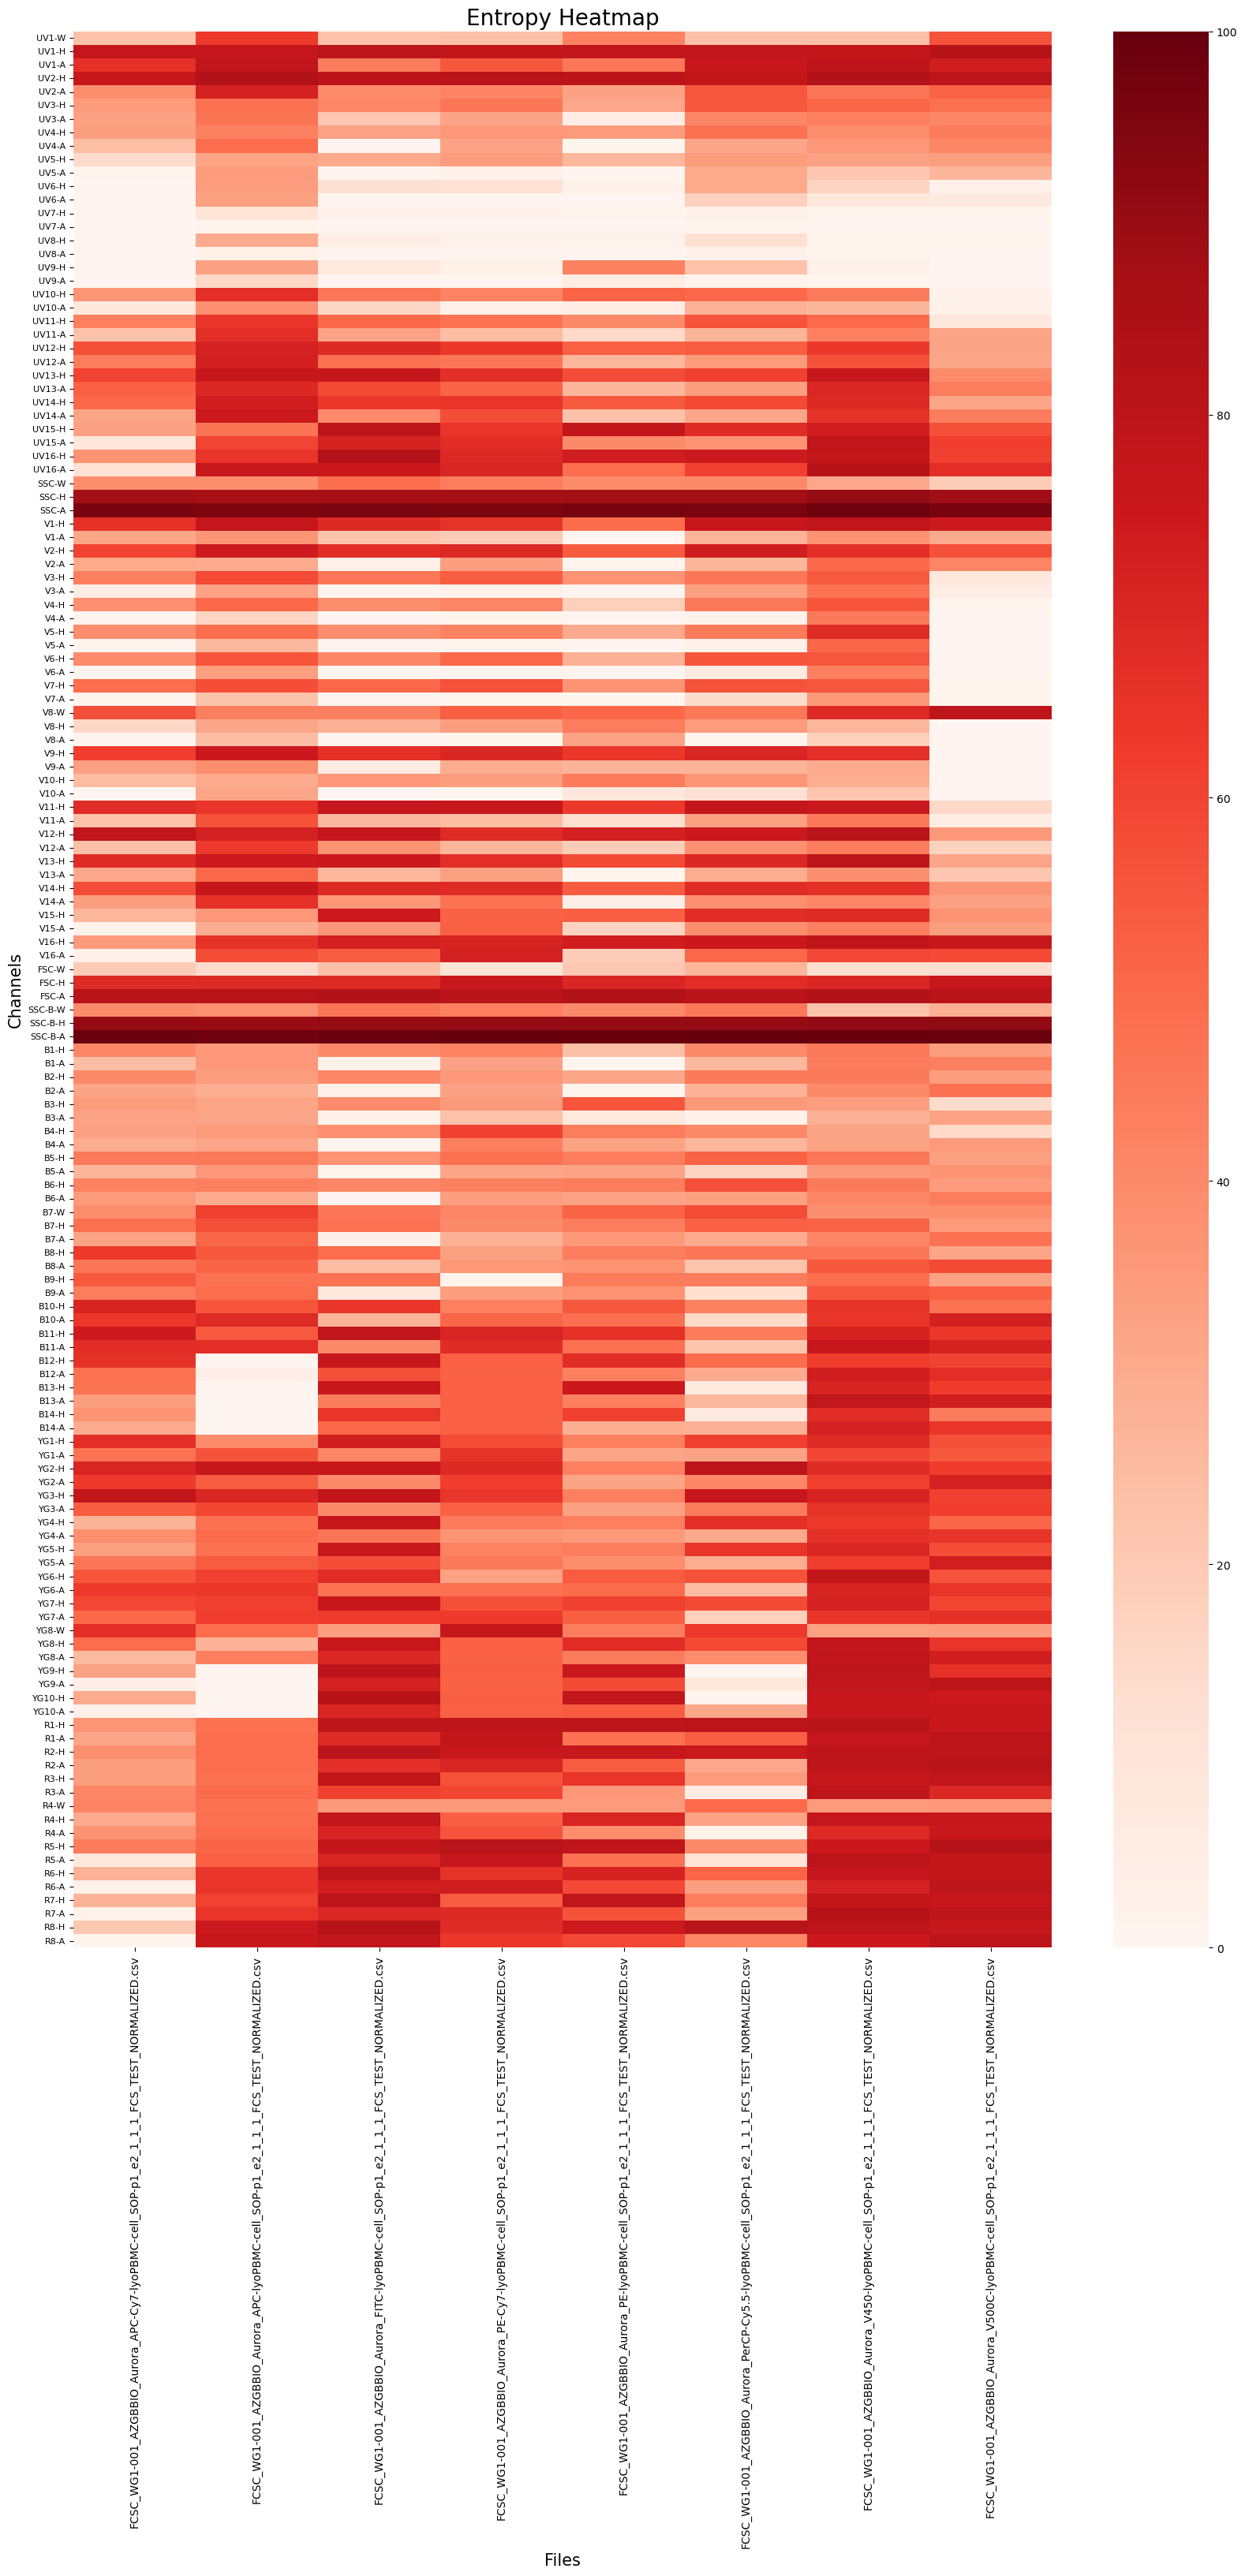 Entropy Heatmap
UV1-W
UV1-H
UV1-A
UV2-H
UV2-A
UV3-H
UV3-A
UV4-H
UV4-A
UV5-H
UV5-A
UV6-H
UV6-A
UV7-H
UV7-A
UV8-H
UV8-A
UV9-H
UV9-A
UV10-H
UV10-A
UV11-H
UV11-A
UV12-H
UV12-A
UV13-H
UV13-A
UV14-H
UV14-A
UV15-H
UV15-A
UV16-H
UV16-A
SSC-W
SSC-H
SSC-A
V1-H
V1-A
V2-H
V2-A
V3-H
V3-A
V4-H
V4-A
V5-H
V5-A
V6-H
V6-A
V7-H
V7-A
V8-W
V8-H
V8-A
V9-H
V9-A
V10-H
V10-A
V11-H
V11-A
V12-H
V12-A
V13-H
V13-A
V14-H
V14-A
V15-H
V15-A
V16-H
V16-A
FSC-W
FSC-H
FSC-A
SSC-B-W
SSC-B-H
SSC-B-A
B1-H
B1-A
B2-H
B2-A
B3-H
B3-A
B4-H
B4-A
B5-H
B5-A
B6-H
B6-A
B7-W
B7-H
B7-A
B8-H
B8-A
B9-H
B9-A
B10-H
B10-A
B11-H
B11-A
B12-H
B12-A
B13-H
B13-A
B14-H
B14-A
YG1-H
YG1-A
YG2-H
YG2-A
YG3-H
YG3-A
YG4-H
YG4-A
YG5-H
YG5-A
YG6-H
YG6-A
YG7-H
YG7-A
YG8-W
YG8-H
YG8-A
YG9-H
YG9-A
YG10-H
YG10-A
R1-H
R1-A
R2-H
R2-A
R3-H
R3-A
R4-W
R4-H
R4-A
R5-H
R5-A
R6-H
R6-A
R7-H
R7-A
R8-H
R8-A
Channels
100
80
60
40
20
0
FCSC_WG1-001_AZGBBIO_Aurora_APC-Cy7-lyoPBMC-cell_SOP-p1_e2_1_1_1_FCS_TEST_NORMALIZED.csv
FCSC_WG1-001_AZGBBIO_Aurora_APC-lyoPBMC-cell_SOP-p1_e2_1_1_1_FCS_TEST_NORMALIZED.csv
FCSC_WG1-001_AZGBBIO_Aurora_FITC-lyoPBMC-cell_SOP-p1_e2_1_1_1_FCS_TEST_NORMALIZED.csv
FCSC_WG1-001_AZGBBIO_Aurora_PE-Cy7-lyoPBMC-cell_SOP-p1_e2_1_1_1_FCS_TEST_NORMALIZED.csv
FCSC_WG1-001_AZGBBIO_Aurora_PE-lyoPBMC-cell_SOP-p1_e2_1_1_1_FCS_TEST_NORMALIZED.csv
FCSC_WG1-001_AZGBBIO_Aurora_PerCP-Cy5.5-lyoPBMC-cell_SOP-p1_e2_1_1_1_FCS_TEST_NORMALIZED.csv
FCSC_WG1-001_AZGBBIO_Aurora_V450-lyoPBMC-cell_SOP-p1_e2_1_1_1_FCS_TEST_NORMALIZED.csv
FCSC_WG1-001_AZGBBIO_Aurora_V500C-lyoPBMC-cell_SOP-p1_e2_1_1_1_FCS_TEST_NORMALIZED.csv
Files